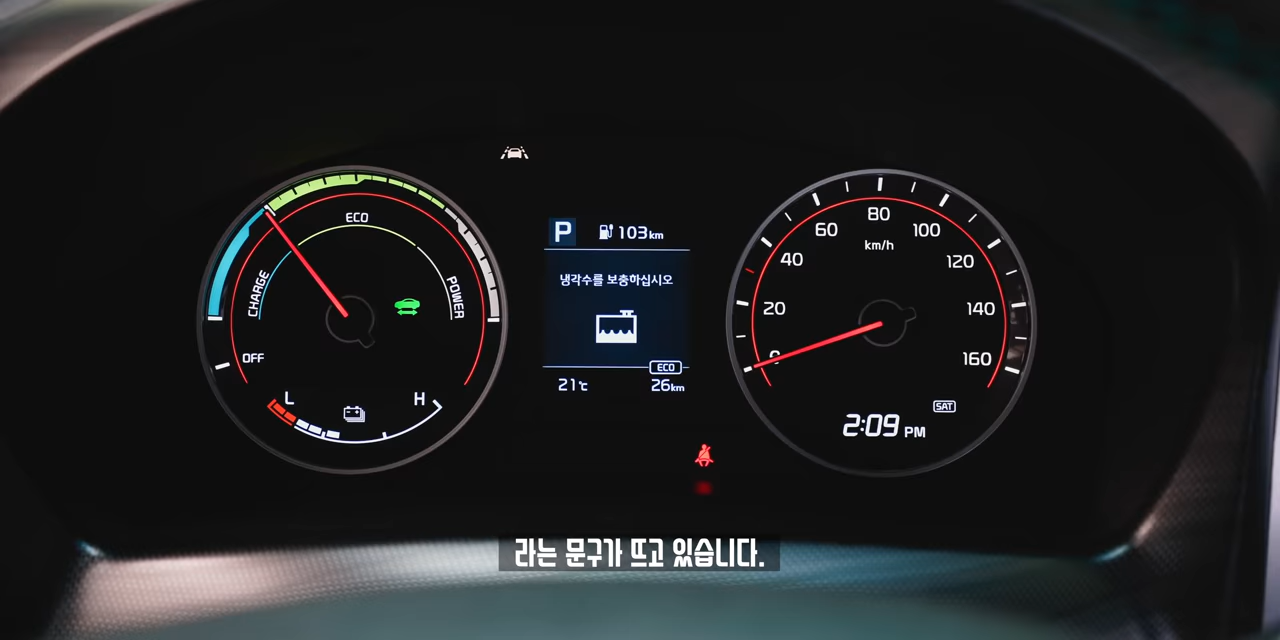 ECO
CHARGE
POWER
OFF
L
H
P
103km
냉각수를 보충하십시오
ECO
21℃
26km
0
20
40
60
80
100
120
140
160
km/h
SAT
2:09 PM
라는 문구가 뜨고 있습니다.